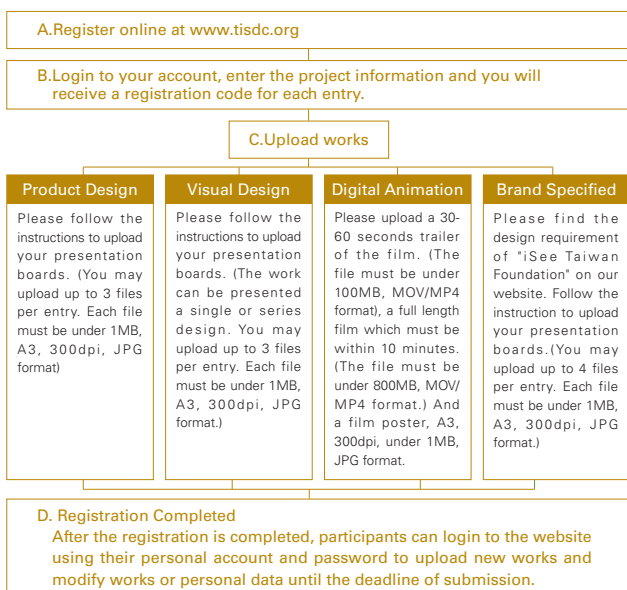 A.Register online at www.tisdc.org
B.Login to your account, enter the project information and you will
receive a registration code for each entry.
C.Upload works
Product Design
Please follow the
instructions to upload
your presentation
boards. (You may
upload up to 3 files
per entry. Each file
must be under 1MB,
A3, 300dpi, JPG
format)
Visual Design
Please follow the
instructions to upload
your presentation
boards. (The work
can be presented
a single or series
design. You may
upload up to 3 files
per entry. Each file
must be under 1MB,
A3, 300dpi, JPG
format.)
Digital Animation
Please upload a 30-
60 seconds trailer
of the film. (The
file must be under
100MB, MOV/MP4
format), a full length
film which must be
within 10 minutes.
(The file must be
under 800MB, MOV/
MP4 format.) And
a film poster, A3,
300dpi, under 1MB,
JPG format.
Brand Specified
Please find the
design requirement
of "iSee Taiwan
Foundation" on our
website. Follow the
instruction to upload
your presentation
boards.(You may
upload up to 4 files
per entry. Each file
must be under 1MB,
A3, 300dpi, JPG
format.)
D. Registration Completed
After the registration is completed, participants can login to the website
using their personal account and password to upload new works and
modify works or personal data until the deadline of submission.